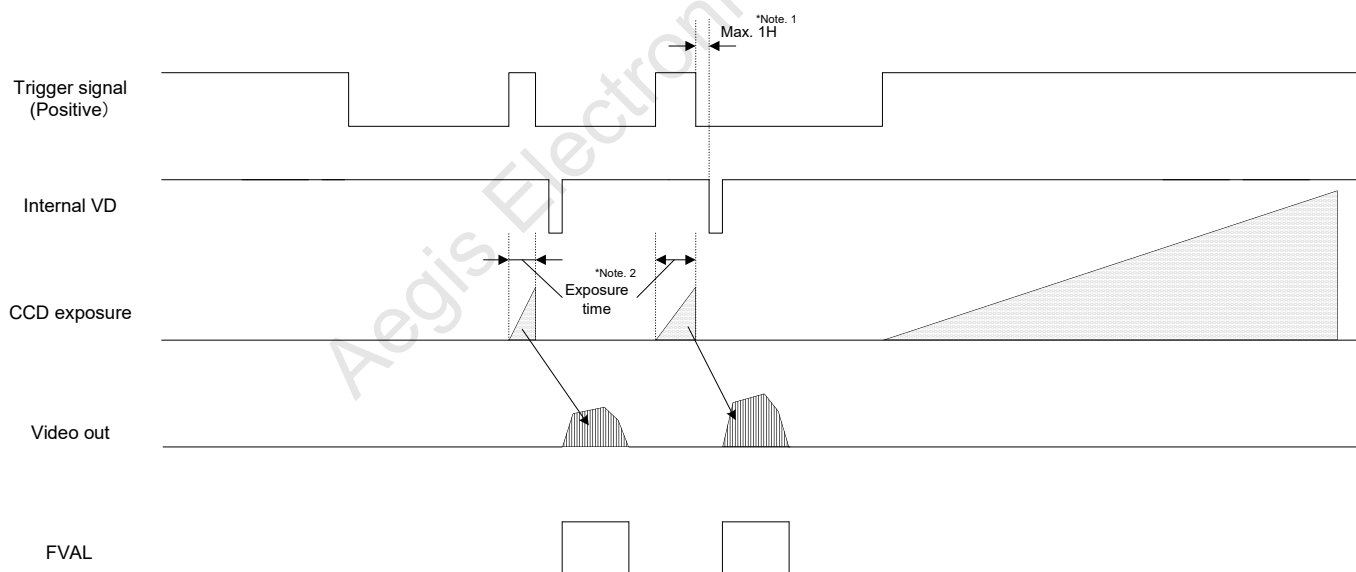 *Note. 1
Max. 1H
Trigger signal
(Positive）
Internal VD
*Note. 2
Exposure
time
CCD exposure
Video out
FVAL
Aegis Electroni